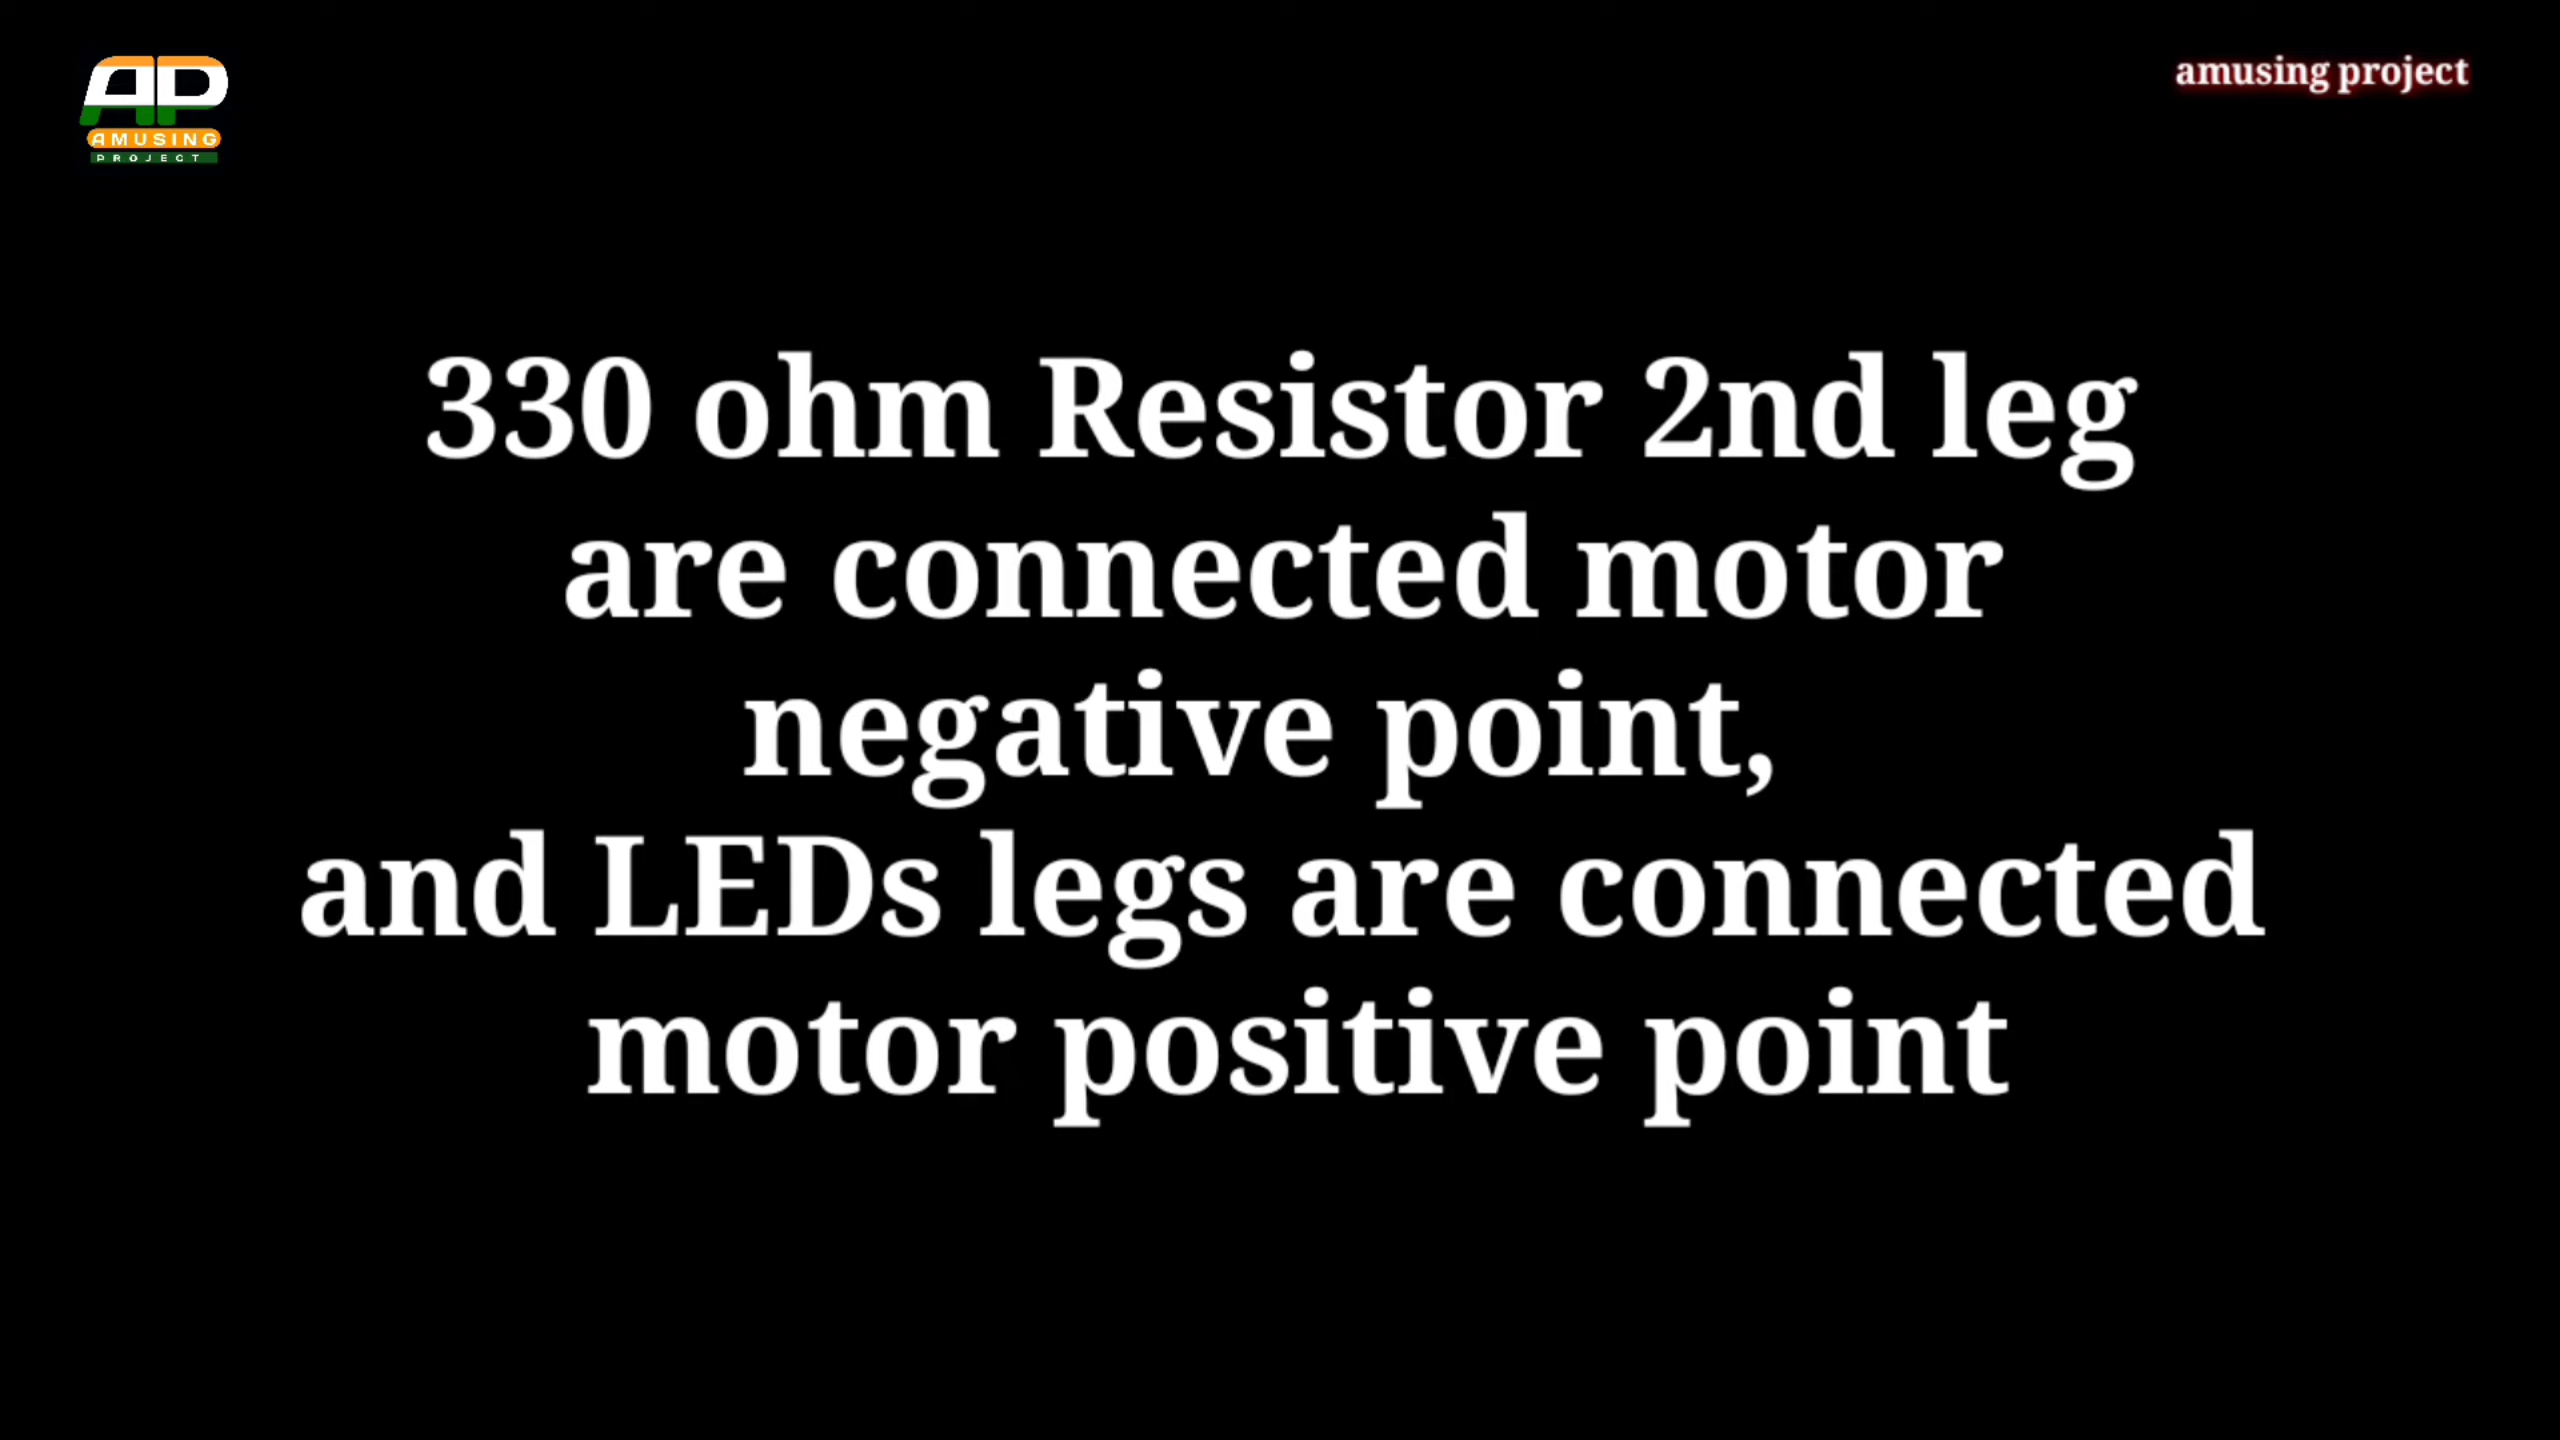 AP
AMUSING
PROJECT
amusing project
330 ohm Resistor 2nd leg
are connected motor
negative point,
and LEDs legs are connected
motor positive point